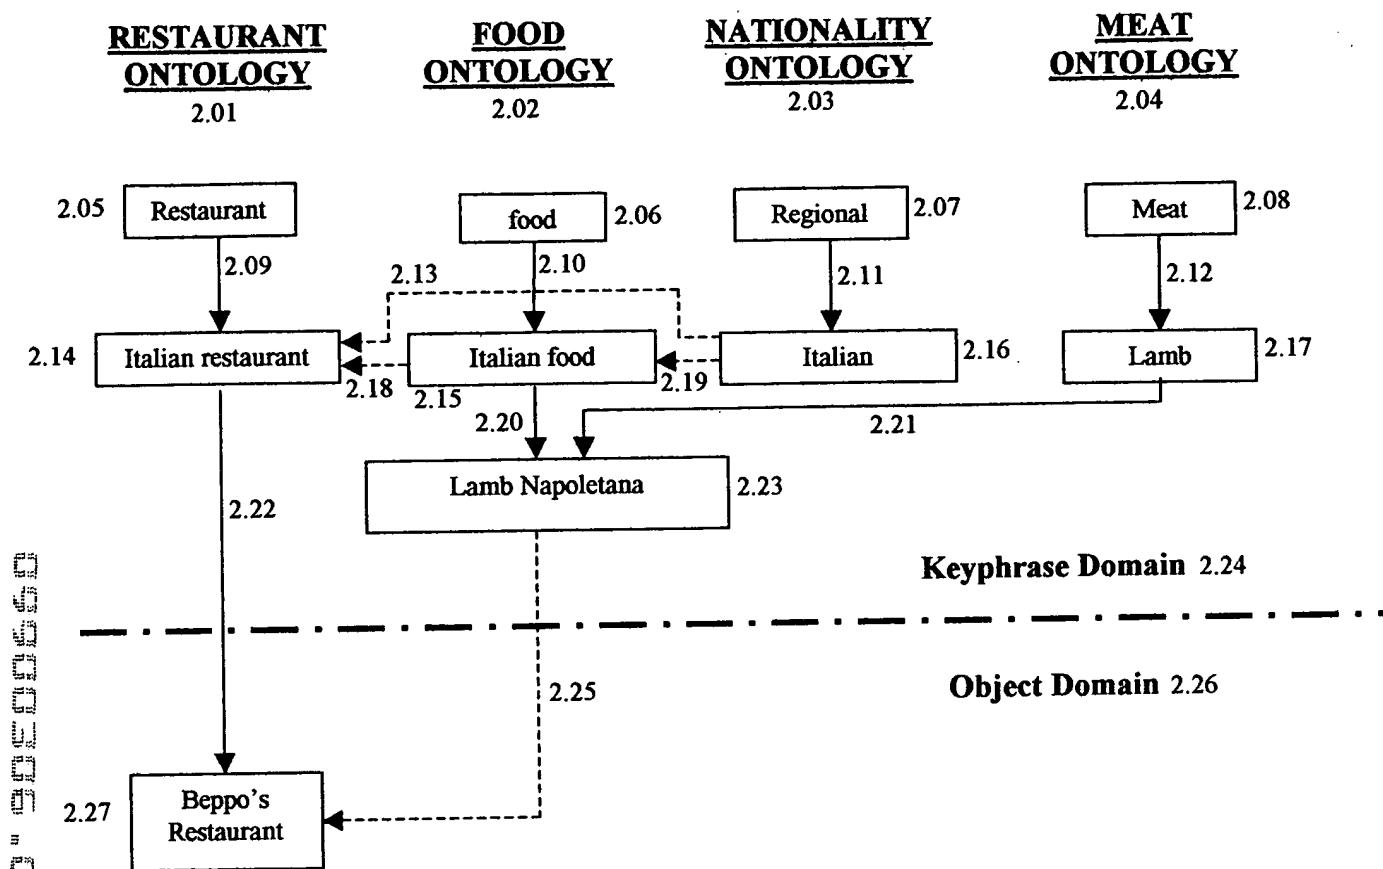 RESTAURANT
ONTOLOGY
2.01
FOOD
ONTOLOGY
2.02
NATIONALITY
ONTOLOGY
2.03
MEAT
ONTOLOGY
2.04
2.05
Restaurant
food
2.06
Regional
2.07
Meat
2.08
2.09
2.10
2.11
2.12
2.13
2.14
Italian restaurant
2.18
Italian food
2.15
2.19
Italian
2.16
Lamb
2.17
2.20
2.21
Lamb Napoletana
2.23
2.22
Keyphrase Domain 2.24
Object Domain 2.26
2.25
2.27
Beppo's
Restaurant